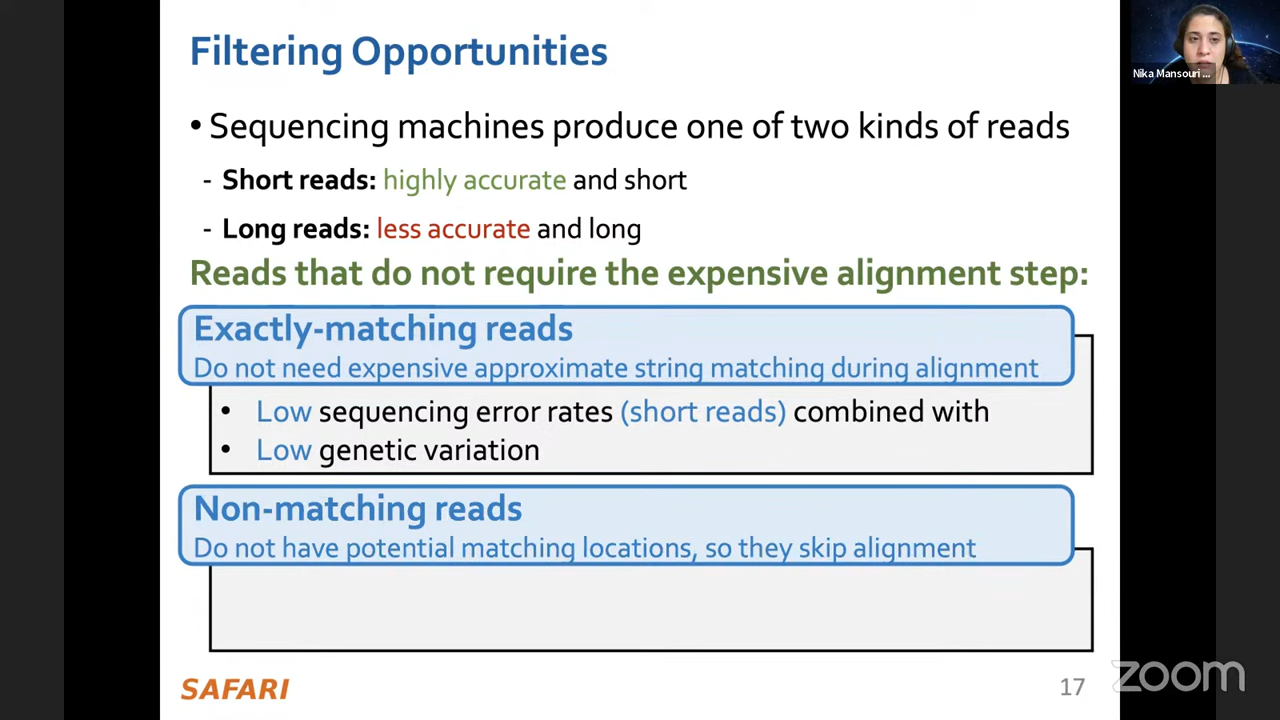 Filtering Opportunities
Nika Mansouri ...
• Sequencing machines produce one of two kinds of reads
- Short reads: highly accurate and short
- Long reads: less accurate and long
Reads that do not require the expensive alignment step:
Exactly-matching reads
Do not need expensive approximate string matching during alignment
• Low sequencing error rates (short reads) combined with
• Low genetic variation
Non-matching reads
Do not have potential matching locations, so they skip alignment
SAFARI
17
zoom